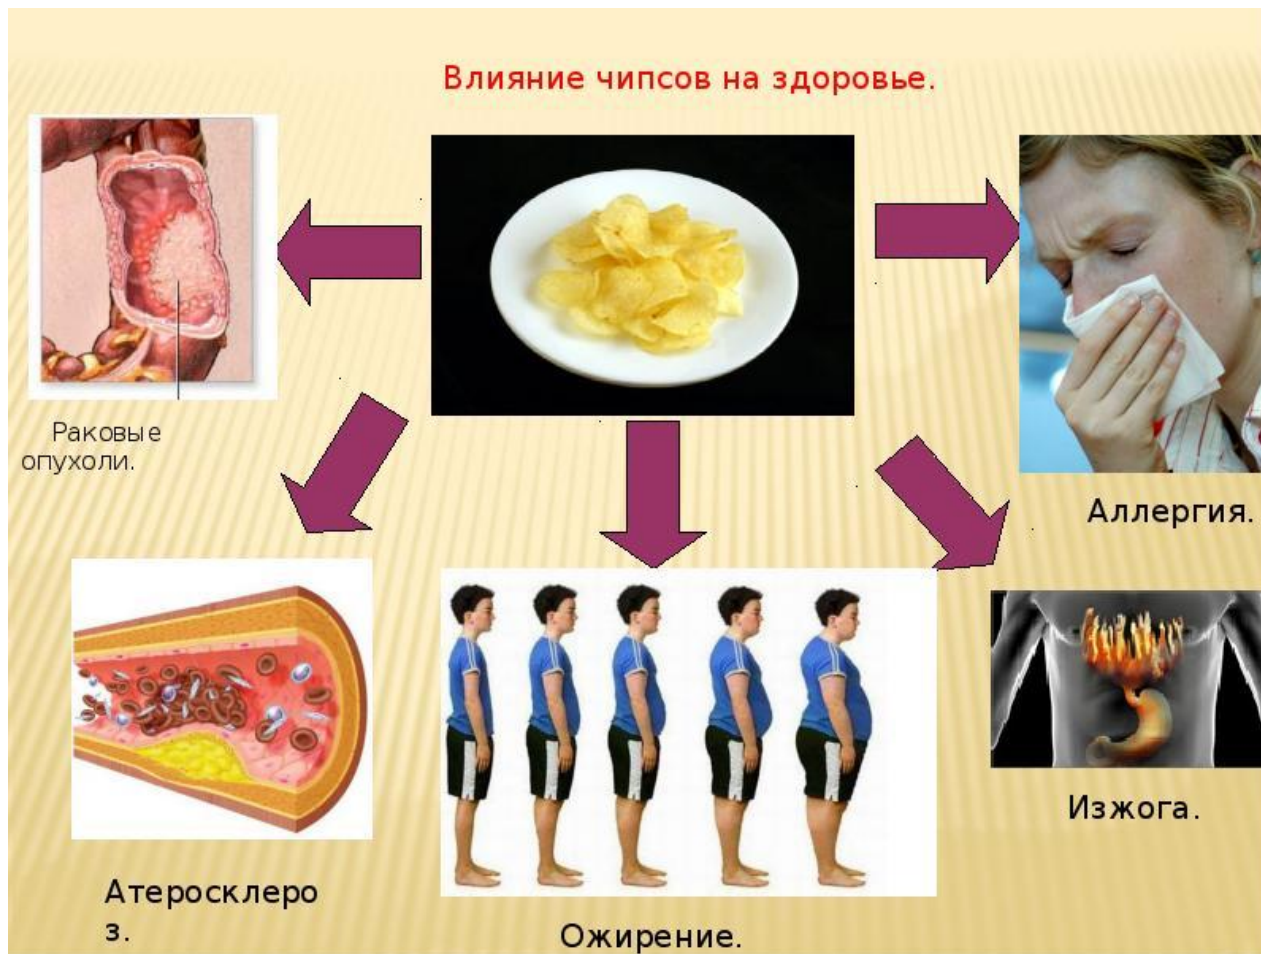 Влияние чипсов на здоровье.
Раковые
опухоли.
Аллергия.
Изжога.
Атеросклеро
з.
Ожирение.